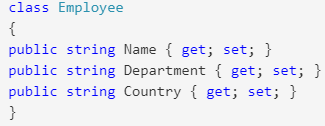 class Employee
{
public string Name { get; set; }
public string Department { get; set; }
public string Country { get; set; }
}